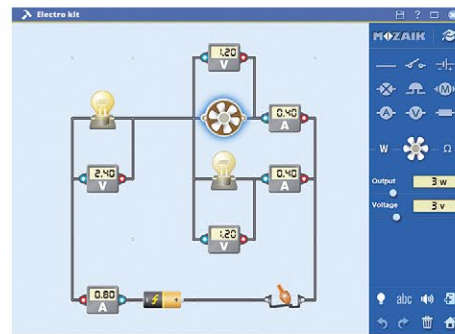 Electro kit
MOZAIK
1.20
V
0.40
A
2.40
V
0.40
A
1.20
V
0.80
A
M
A
V
W
Ω
Output
3 W
Voltage
3 V
abc